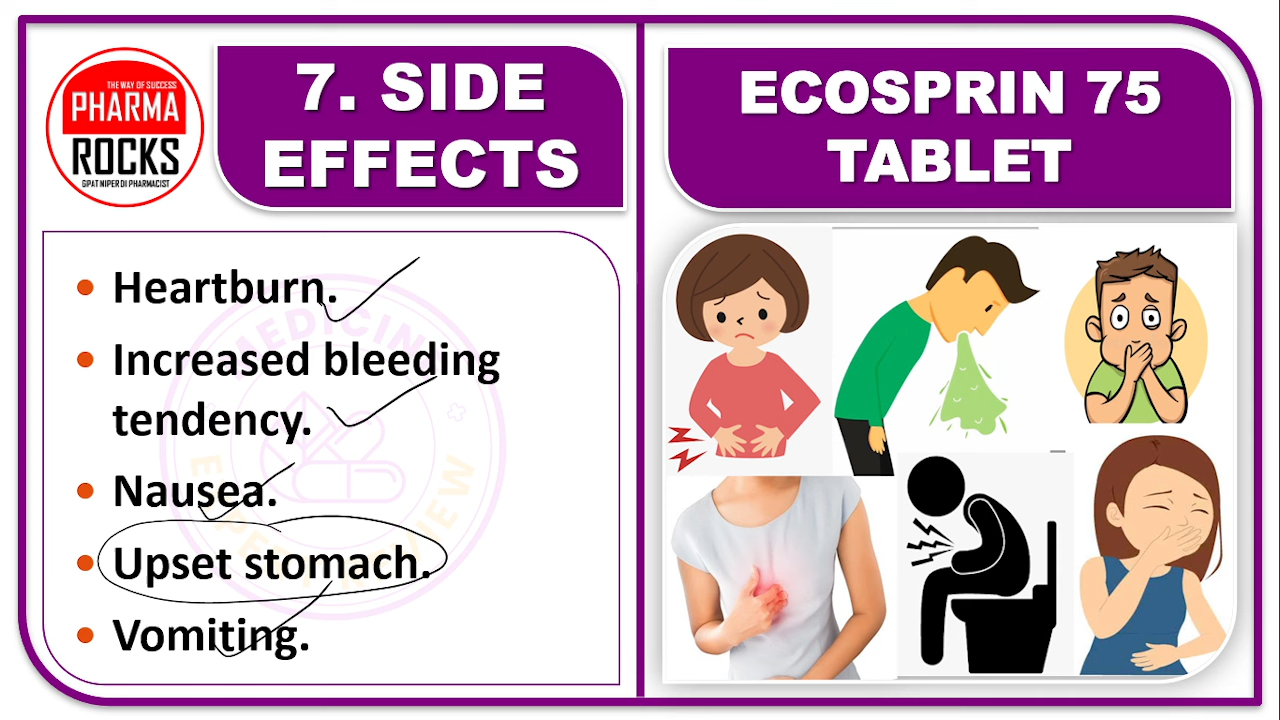 THE WAY OF SUCCESS
PHARMA
ROCKS
GPAT NIPER DI PHARMACIST
7. SIDE
EFFECTS
ECOSPRIN 75
TABLET
• Heartburn.
• Increased bleeding
tendency.
• Nausea.
• Upset stomach.
• Vomiting.